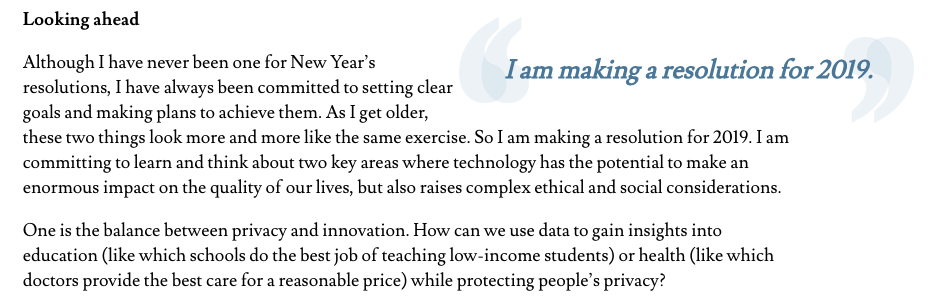 Looking ahead
Although I have never been one for New Year’s
resolutions, I have always been committed to setting clear
goals and making plans to achieve them. As I get older,
these two things look more and more like the same exercise. So I am making a resolution for 2019. I am
committing to learn and think about two key areas where technology has the potential to make an
enormous impact on the quality of our lives, but also raises complex ethical and social considerations.
“I am making a resolution for 2019.”
One is the balance between privacy and innovation. How can we use data to gain insights into
education (like which schools do the best job of teaching low-income students) or health (like which
doctors provide the best care for a reasonable price) while protecting people’s privacy?